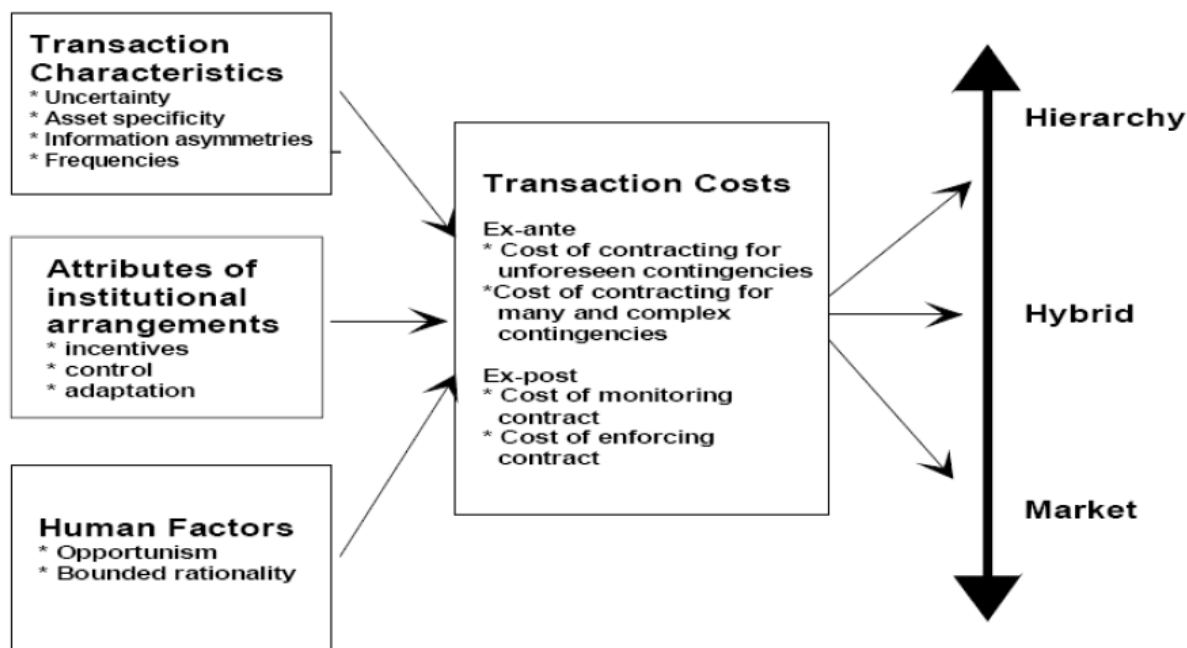 Transaction
Characteristics
* Uncertainty
* Asset specificity
* Information asymmetries
* Frequencies
Attributes of
institutional
arrangements
* incentives
* control
* adaptation
Human Factors
* Opportunism
* Bounded rationality
Transaction Costs
Ex-ante
* Cost of contracting for
unforeseen contingencies
*Cost of contracting for
many and complex
contingencies
Ex-post
* Cost of monitoring
contract
* Cost of enforcing
contract
Hierarchy
Hybrid
Market